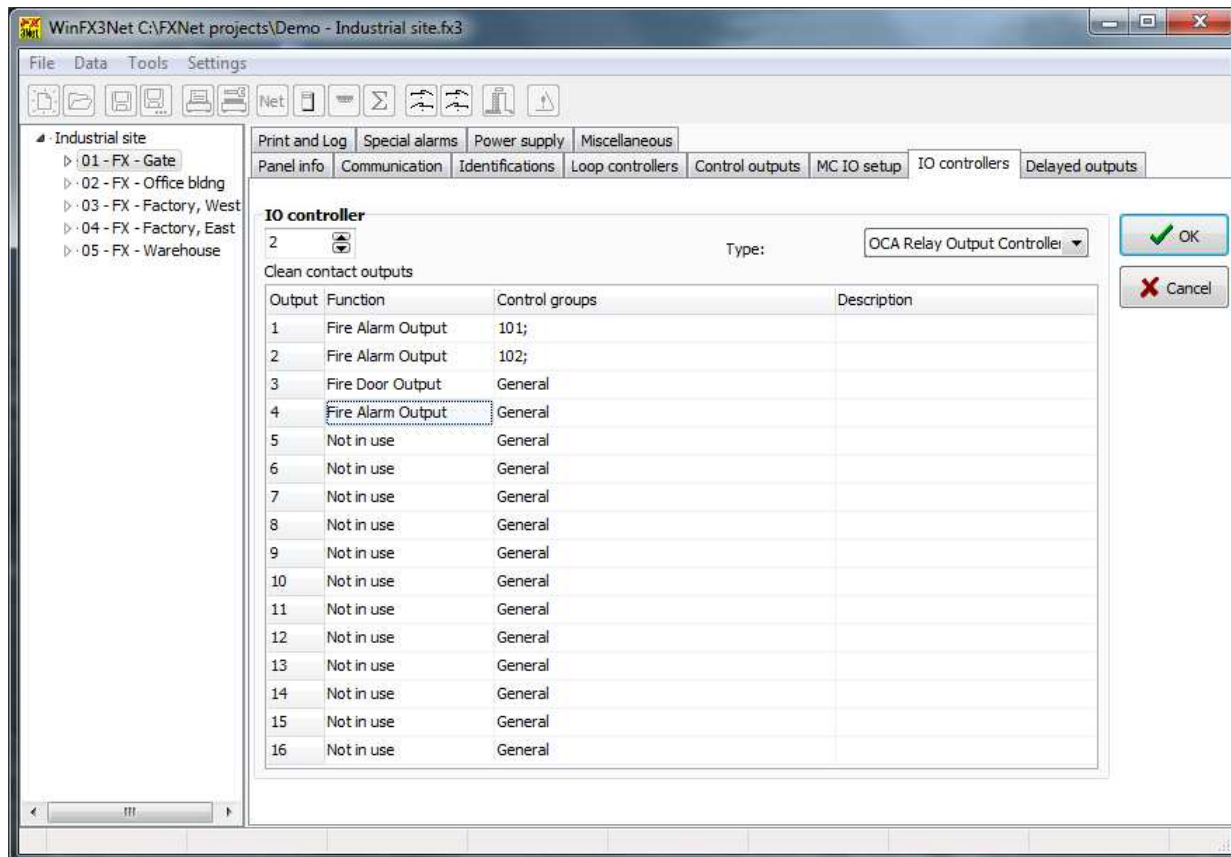 WinFX3Net C:\FXNet projects\Demo - Industrial site.fx3
File Data Tools Settings
Net
Industrial site
01 - FX - Gate
02 - FX - Office bldng
03 - FX - Factory, West
04 - FX - Factory, East
05 - FX - Warehouse
Print and Log Special alarms Power supply Miscellaneous
Panel info Communication Identifications Loop controllers Control outputs MC IO setup IO controllers Delayed outputs
IO controller
2 Type: OCA Relay Output Controller
OK
Cancel
Clean contact outputs
Output Function Control groups Description
1 Fire Alarm Output 101;
2 Fire Alarm Output 102;
3 Fire Door Output General
4 Fire Alarm Output General
5 Not in use General
6 Not in use General
7 Not in use General
8 Not in use General
9 Not in use General
10 Not in use General
11 Not in use General
12 Not in use General
13 Not in use General
14 Not in use General
15 Not in use General
16 Not in use General